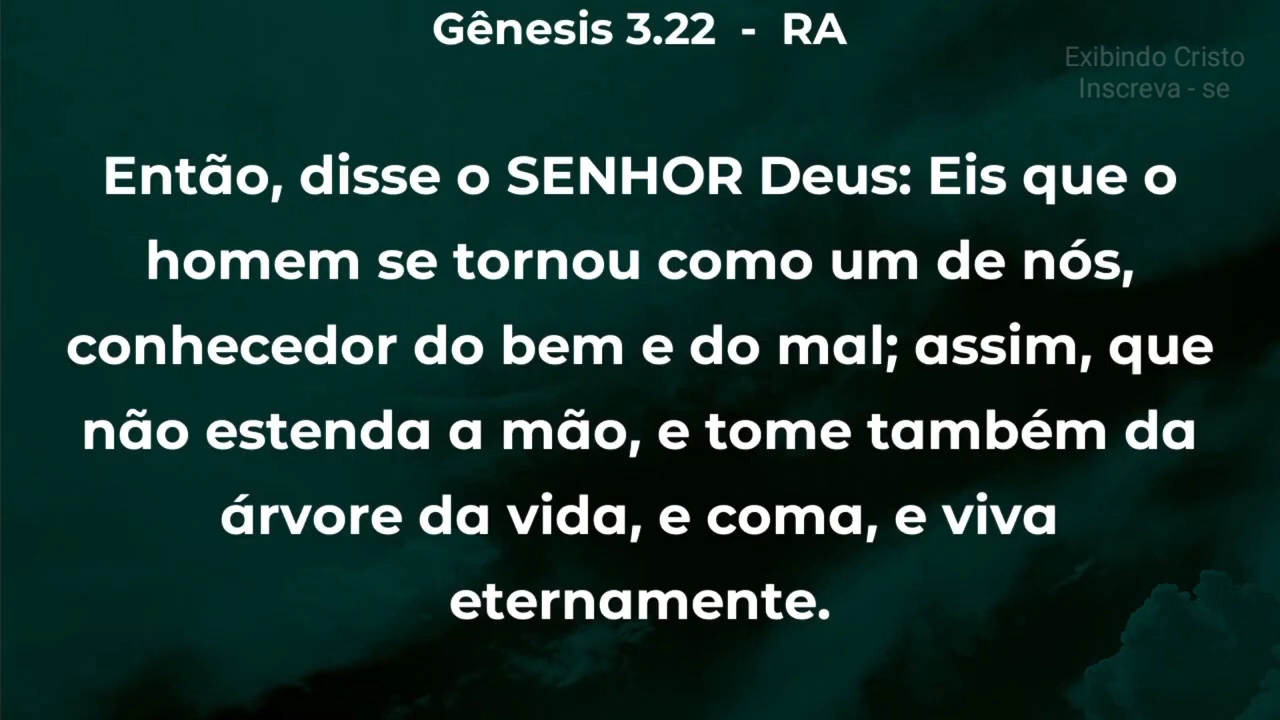 Gênesis 3.22 - RA
Exibindo Cristo
Inscreva - se
Então, disse o SENHOR Deus: Eis que o
homem se tornou como um de nós,
conhecedor do bem e do mal; assim, que
não estenda a mão, e tome também da
árvore da vida, e coma, e viva
eternamente.